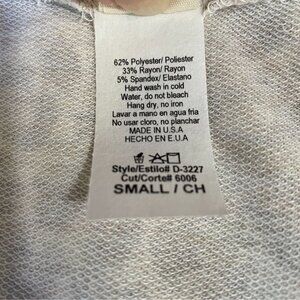 62% Polyester/ Poliester
33% Rayon/ Rayon
5% Spandex/ Elastano
Hand wash in cold
Water, do not bleach
Hang dry, no iron
Lavar a mano en agua fria
No usar cloro, no planchar
MADE IN U.S.A
HECHO EN E.U.A
Style/Estilo# D-3227
Cut/Corte# 6006
SMALL / CH